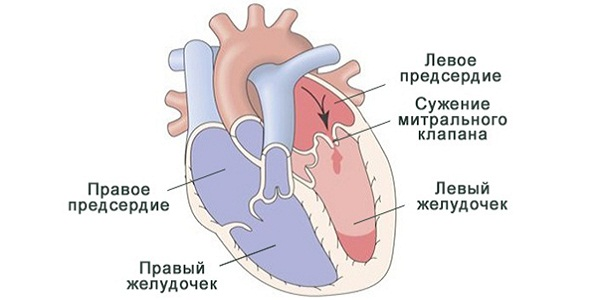 Левое
предсердие
Сужение
митрального
клапана
Правое
предсердие
Левый
желудочек
Правый
желудочек